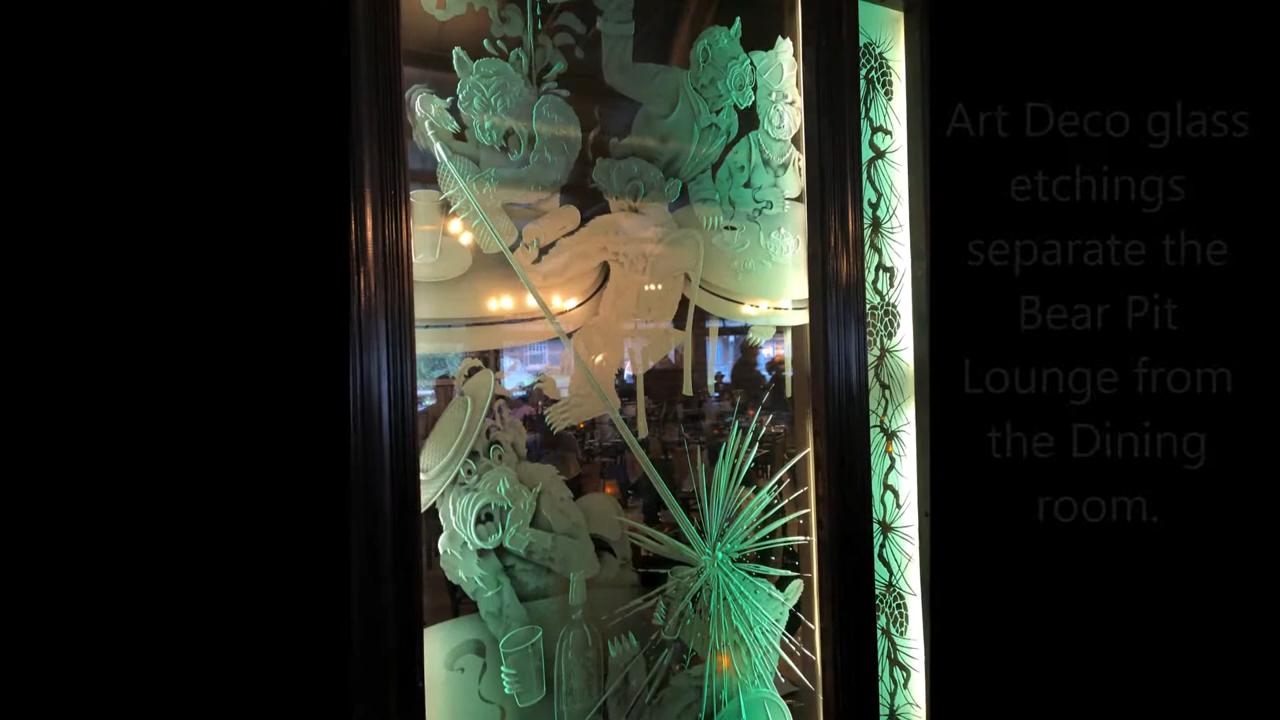 Art Deco glass
etchings
separate the
Bear Pit
Lounge from
the Dining
room.